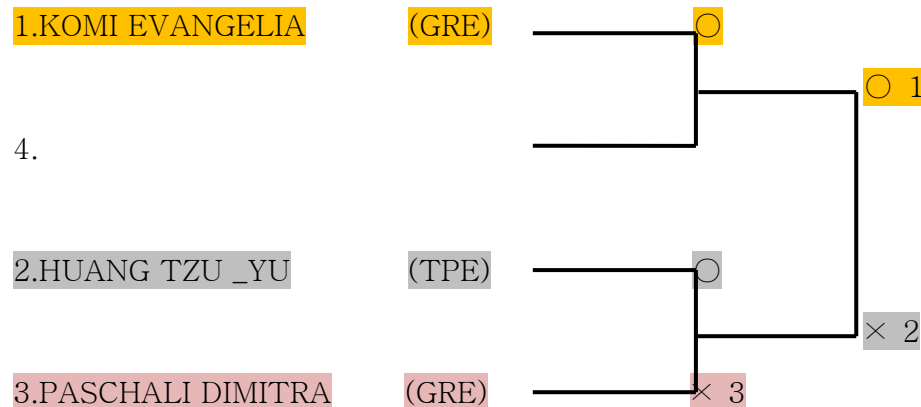 1.KOMI EVANGELIA (GRE) ○
○ 1
4.
2.HUANG TZU _YU (TPE) ○
× 2
3.PASCHALI DIMITRA (GRE) × 3